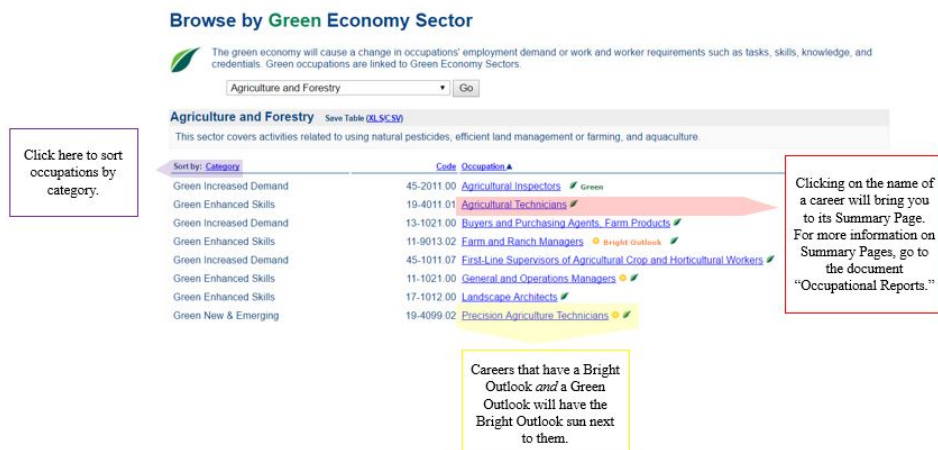 Browse by Green Economy Sector
The green economy will cause a change in occupations' employment demand or work and worker requirements such as tasks, skills, knowledge, and
credentials. Green occupations are linked to Green Economy Sectors.
Agriculture and Forestry Go
Agriculture and Forestry Save Table (XLS/CSV)
This sector covers activities related to using natural pesticides, efficient land management or farming, and aquaculture.
Click here to sort
occupations by
category.
Sort by: Category Code Occupation▲
Green Increased Demand 45-2011.00 Agricultural Inspectors Green
Green Enhanced Skills 19-4011.01 Agricultural Technicians
Green Increased Demand 13-1021.00 Buyers and Purchasing Agents, Farm Products
Green Enhanced Skills 11-9013.02 Farm and Ranch Managers Bright Outlook
Green Increased Demand 45-1011.07 First-Line Supervisors of Agricultural Crop and Horticultural Workers
Green Enhanced Skills 11-1021.00 General and Operations Managers
Green Enhanced Skills 17-1012.00 Landscape Architects
Green New & Emerging 19-4099.02 Precision Agriculture Technicians
Clicking on the name of
a career will bring you
to its Summary Page.
For more information on
Summary Pages, go to
the document
“Occupational Reports.”
Careers that have a Bright
Outlook and a Green
Outlook will have the
Bright Outlook sun next
to them.